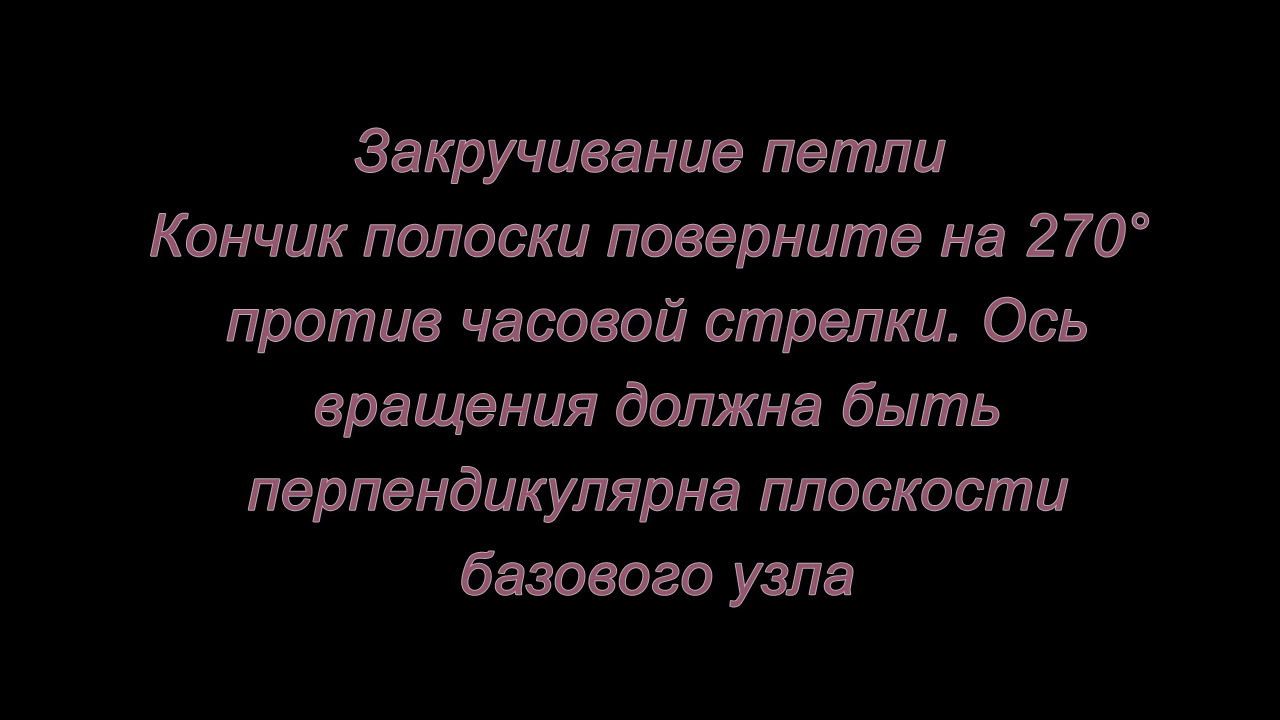 Закручивание петли
Кончик полоски поверните на 270°
против часовой стрелки. Ось
вращения должна быть
перпендикулярна плоскости
базового узла